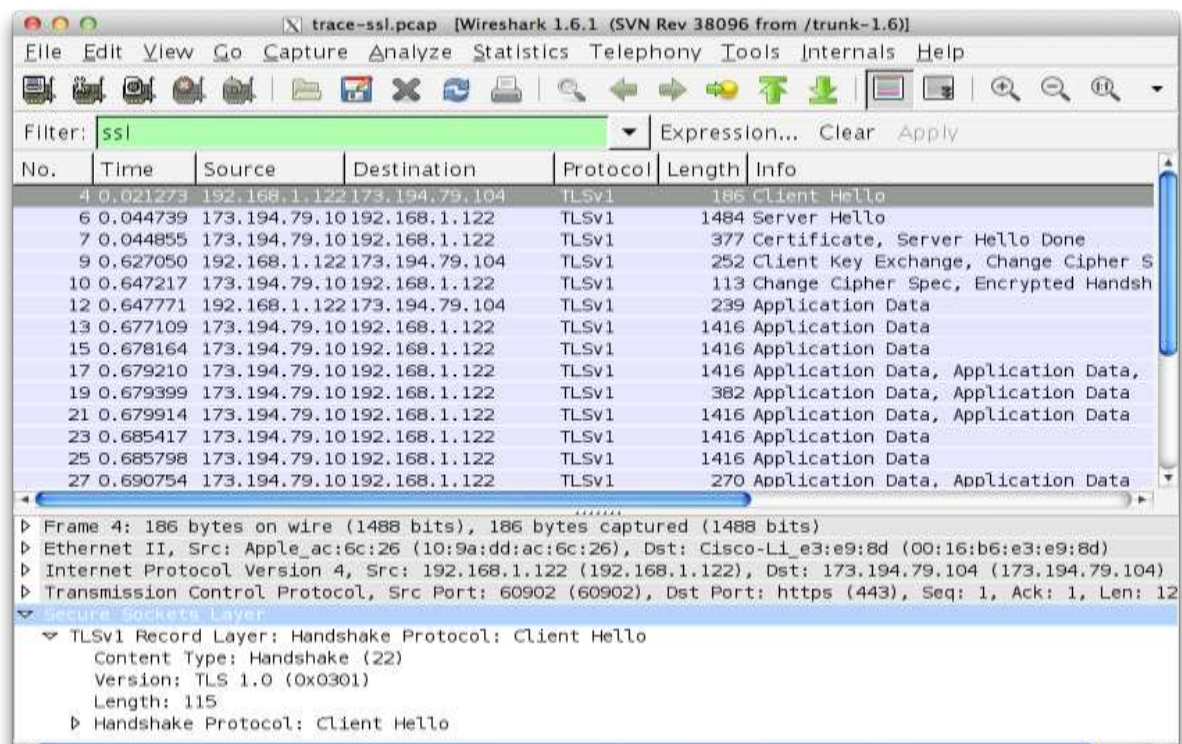 trace-ssl.pcap [Wireshark 1.6.1 (SVN Rev 38096 from /trunk-1.6)]
File Edit View Go Capture Analyze Statistics Telephony Tools Internals Help
Filter: ssl Expression... Clear Apply
No. Time Source Destination Protocol Length Info
4 0.021273 192.168.1.122 173.194.79.104 TLSv1 186 Client Hello
6 0.044739 173.194.79.10 192.168.1.122 TLSv1 1484 Server Hello
7 0.044855 173.194.79.10 192.168.1.122 TLSv1 377 Certificate, Server Hello Done
9 0.627050 192.168.1.122 173.194.79.104 TLSv1 252 Client Key Exchange, Change Cipher S
10 0.647217 173.194.79.10 192.168.1.122 TLSv1 113 Change Cipher Spec, Encrypted Handsh
12 0.647771 192.168.1.122 173.194.79.104 TLSv1 239 Application Data
13 0.677109 173.194.79.10 192.168.1.122 TLSv1 1416 Application Data
15 0.678164 173.194.79.10 192.168.1.122 TLSv1 1416 Application Data
17 0.679210 173.194.79.10 192.168.1.122 TLSv1 1416 Application Data, Application Data,
19 0.679399 173.194.79.10 192.168.1.122 TLSv1 382 Application Data, Application Data
21 0.679914 173.194.79.10 192.168.1.122 TLSv1 1416 Application Data, Application Data
23 0.685417 173.194.79.10 192.168.1.122 TLSv1 1416 Application Data
25 0.685798 173.194.79.10 192.168.1.122 TLSv1 1416 Application Data
27 0.690754 173.194.79.10 192.168.1.122 TLSv1 270 Application Data, Application Data
Frame 4: 186 bytes on wire (1488 bits), 186 bytes captured (1488 bits)
Ethernet II, Src: Apple_ac:6c:26 (10:9a:dd:ac:6c:26), Dst: Cisco-Li_e3:e9:8d (00:16:b6:e3:e9:8d)
Internet Protocol Version 4, Src: 192.168.1.122 (192.168.1.122), Dst: 173.194.79.104 (173.194.79.104)
Transmission Control Protocol, Src Port: 60902 (60902), Dst Port: https (443), Seq: 1, Ack: 1, Len: 12
Secure Sockets Layer
TLSv1 Record Layer: Handshake Protocol: Client Hello
Content Type: Handshake (22)
Version: TLS 1.0 (0x0301)
Length: 115
Handshake Protocol: Client Hello